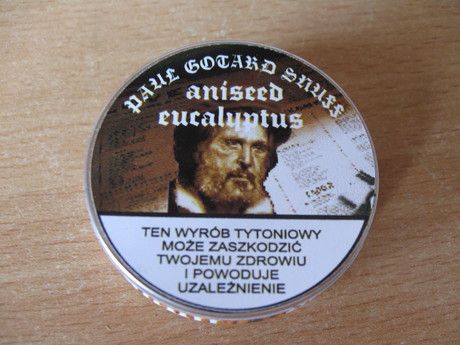 PAUL GOTARD SNUFF
aniseed
eucalyptus
TEN WYRÓB TYTONIOWY
MOŻE ZASZKODZIĆ
TWOJEMU ZDROWIU
I POWODUJE
UZALEŻNIENIE